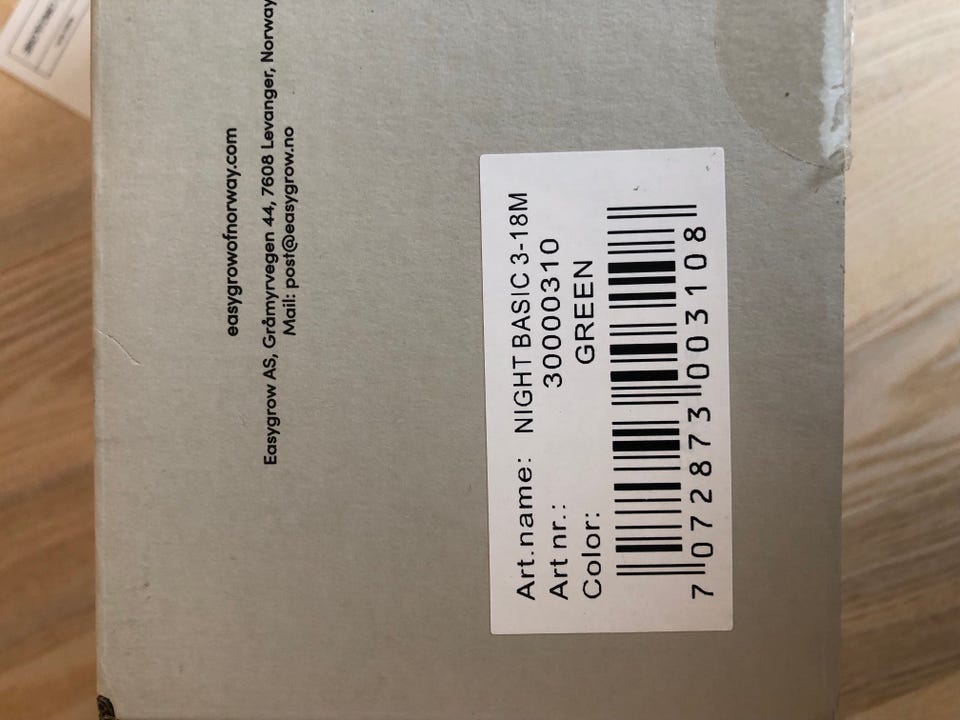 easygrowofnorway.com
Easygrow AS, Gråmyrvegen 44, 7608 Levanger, Norway
Mail: post@easygrow.no
Art.name: NIGHT BASIC 3-18M
Art nr.: 30000310
Color: GREEN
7 072873 003108